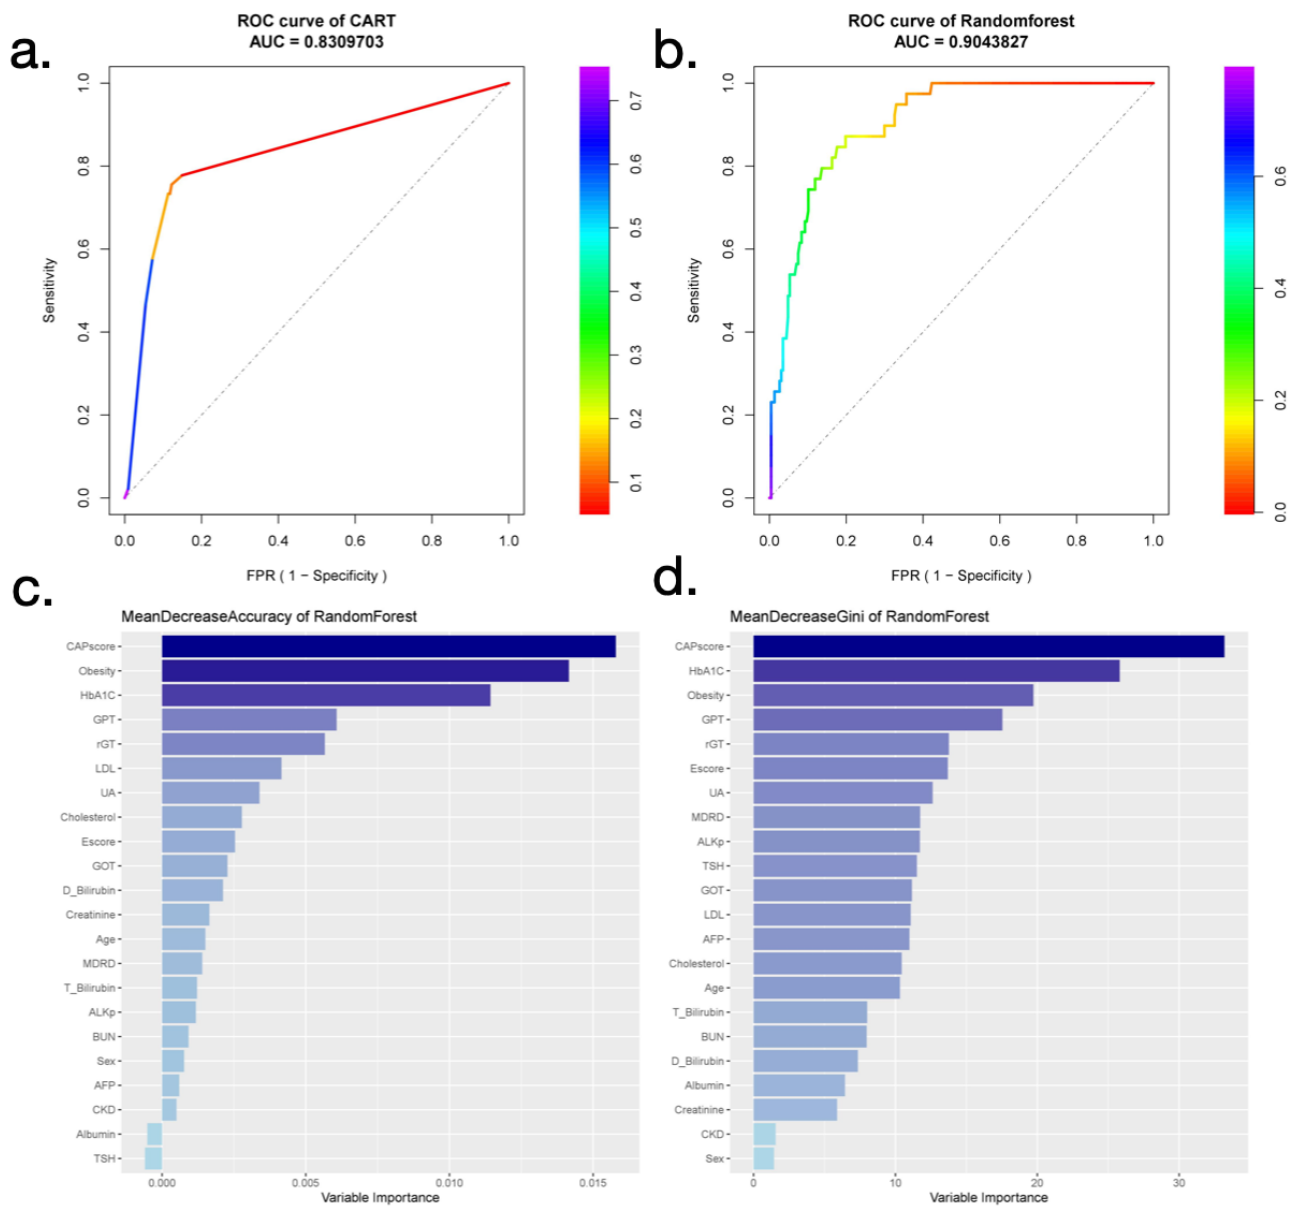 a.
ROC curve of CART
AUC = 0.8309703
Sensitivity
1.0
0.8
0.6
0.4
0.2
0.0
0.0 0.2 0.4 0.6 0.8 1.0
FPR ( 1 − Specificity )
0.7
0.6
0.5
0.4
0.3
0.2
0.1
b.
ROC curve of Randomforest
AUC = 0.9043827
Sensitivity
1.0
0.8
0.6
0.4
0.2
0.0
0.0 0.2 0.4 0.6 0.8 1.0
FPR ( 1 − Specificity )
0.6
0.4
0.2
0.0
c.
MeanDecreaseAccuracy of RandomForest
CAPscore
Obesity
HbA1C
GPT
rGT
LDL
UA
Cholesterol
Escore
GOT
D_Bilirubin
Creatinine
Age
MDRD
T_Bilirubin
ALKp
BUN
Sex
AFP
CKD
Albumin
TSH
0.000 0.005 0.010 0.015
Variable Importance
d.
MeanDecreaseGini of RandomForest
CAPscore
HbA1C
Obesity
GPT
rGT
Escore
UA
MDRD
ALKp
TSH
GOT
LDL
AFP
Cholesterol
Age
T_Bilirubin
BUN
D_Bilirubin
Albumin
Creatinine
CKD
Sex
0 10 20 30
Variable Importance